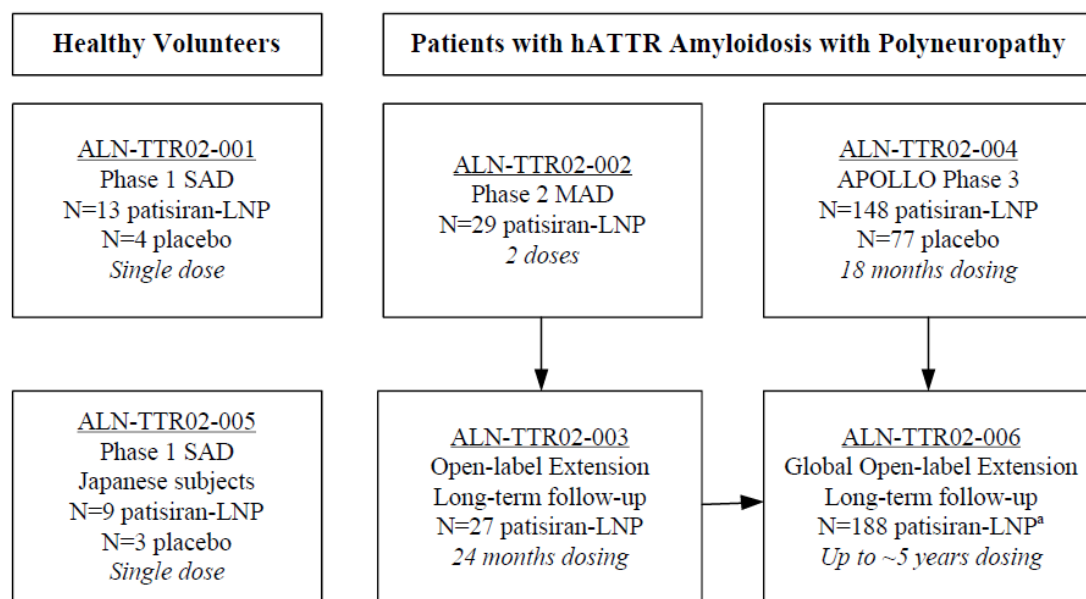 Healthy Volunteers
Patients with hATTR Amyloidosis with Polyneuropathy
ALN-TTR02-001
Phase 1 SAD
N=13 patisiran-LNP
N=4 placebo
Single dose
ALN-TTR02-002
Phase 2 MAD
N=29 patisiran-LNP
2 doses
ALN-TTR02-004
APOLLO Phase 3
N=148 patisiran-LNP
N=77 placebo
18 months dosing
ALN-TTR02-005
Phase 1 SAD
Japanese subjects
N=9 patisiran-LNP
N=3 placebo
Single dose
ALN-TTR02-003
Open-label Extension
Long-term follow-up
N=27 patisiran-LNP
24 months dosing
ALN-TTR02-006
Global Open-label Extension
Long-term follow-up
N=188 patisiran-LNPᵃ
Up to ~5 years dosing